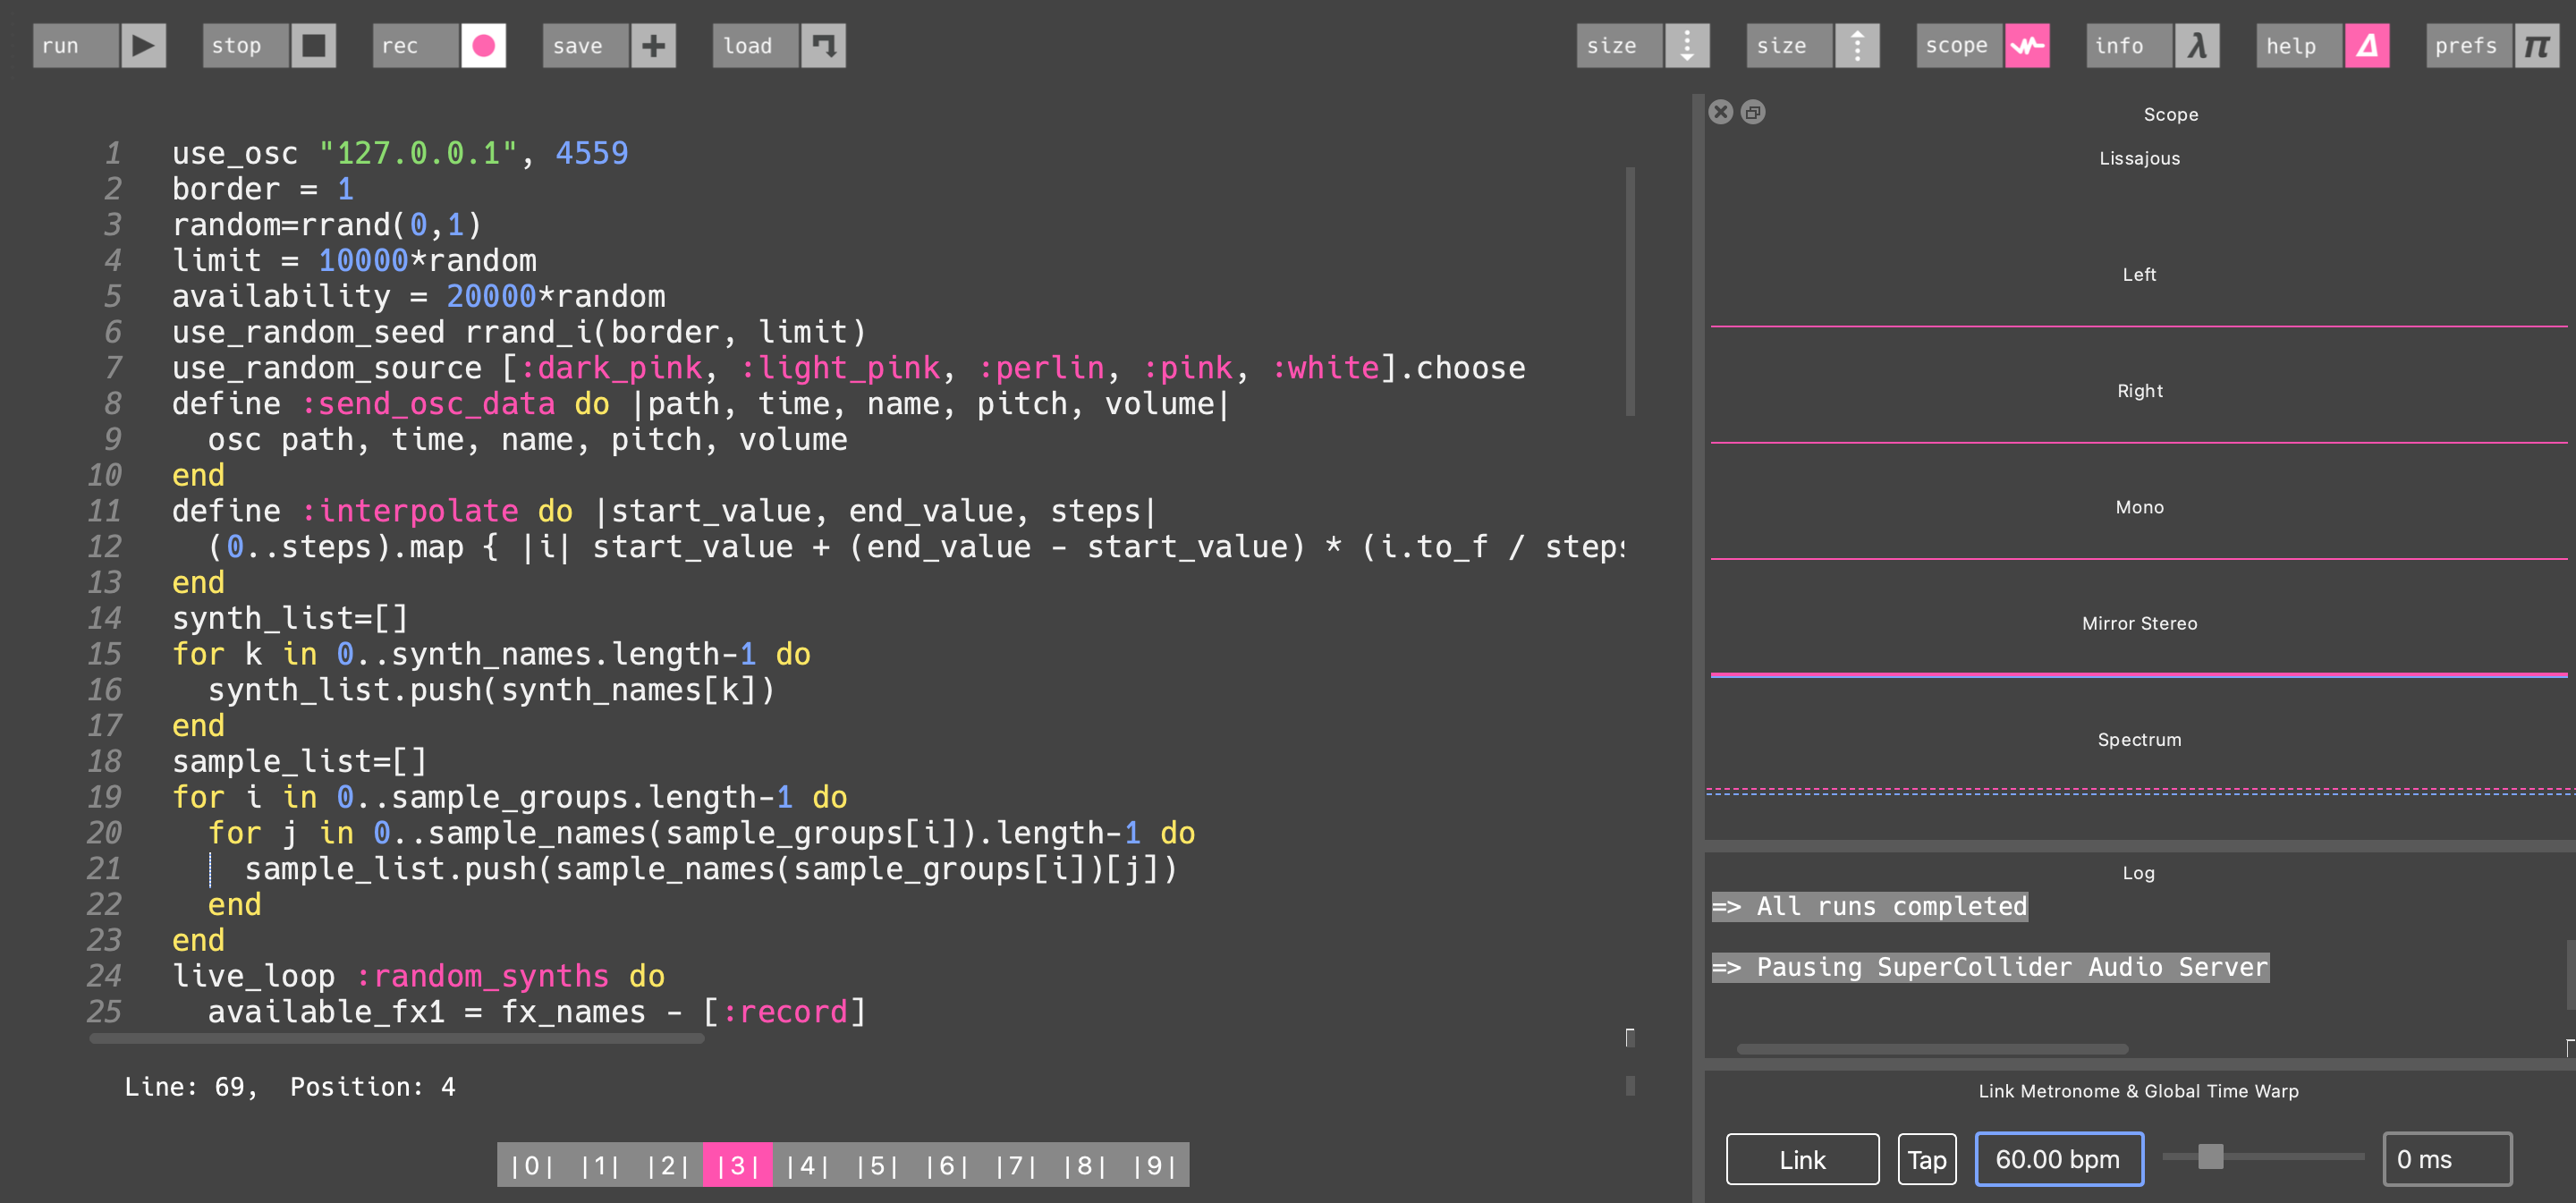 run stop rec save load size size scope info help prefs
1 use_osc "127.0.0.1", 4559
2 border = 1
3 random=rrand(0,1)
4 limit = 10000*random
5 availability = 20000*random
6 use_random_seed rrand_i(border, limit)
7 use_random_source [:dark_pink, :light_pink, :perlin, :pink, :white].choose
8 define :send_osc_data do |path, time, name, pitch, volume|
9   osc path, time, name, pitch, volume
10 end
11 define :interpolate do |start_value, end_value, steps|
12   (0..steps).map { |i| start_value + (end_value - start_value) * (i.to_f / steps
13 end
14 synth_list=[]
15 for k in 0..synth_names.length-1 do
16   synth_list.push(synth_names[k])
17 end
18 sample_list=[]
19 for i in 0..sample_groups.length-1 do
20   for j in 0..sample_names(sample_groups[i]).length-1 do
21     sample_list.push(sample_names(sample_groups[i])[j])
22   end
23 end
24 live_loop :random_synths do
25   available_fx1 = fx_names - [:record]
Line: 69, Position: 4
|0| |1| |2| |3| |4| |5| |6| |7| |8| |9|
Scope
Lissajous
Left
Right
Mono
Mirror Stereo
Spectrum
Log
=> All runs completed
=> Pausing SuperCollider Audio Server
Link Metronome & Global Time Warp
Link Tap 60.00 bpm 0 ms